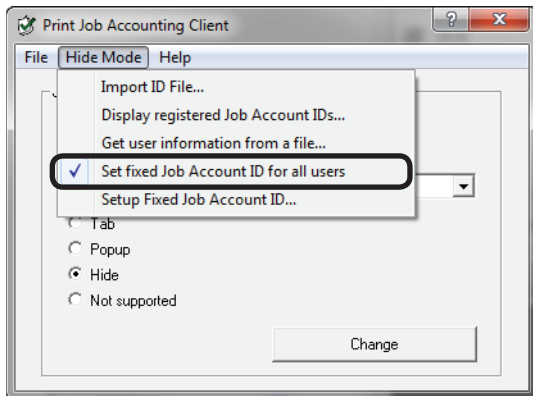 Print Job Accounting Client
File Hide Mode Help
Import ID File...
Display registered Job Account IDs...
Get user information from a file...
Set fixed Job Account ID for all users
Setup Fixed Job Account ID...
Tab
Popup
Hide
Not supported
Change